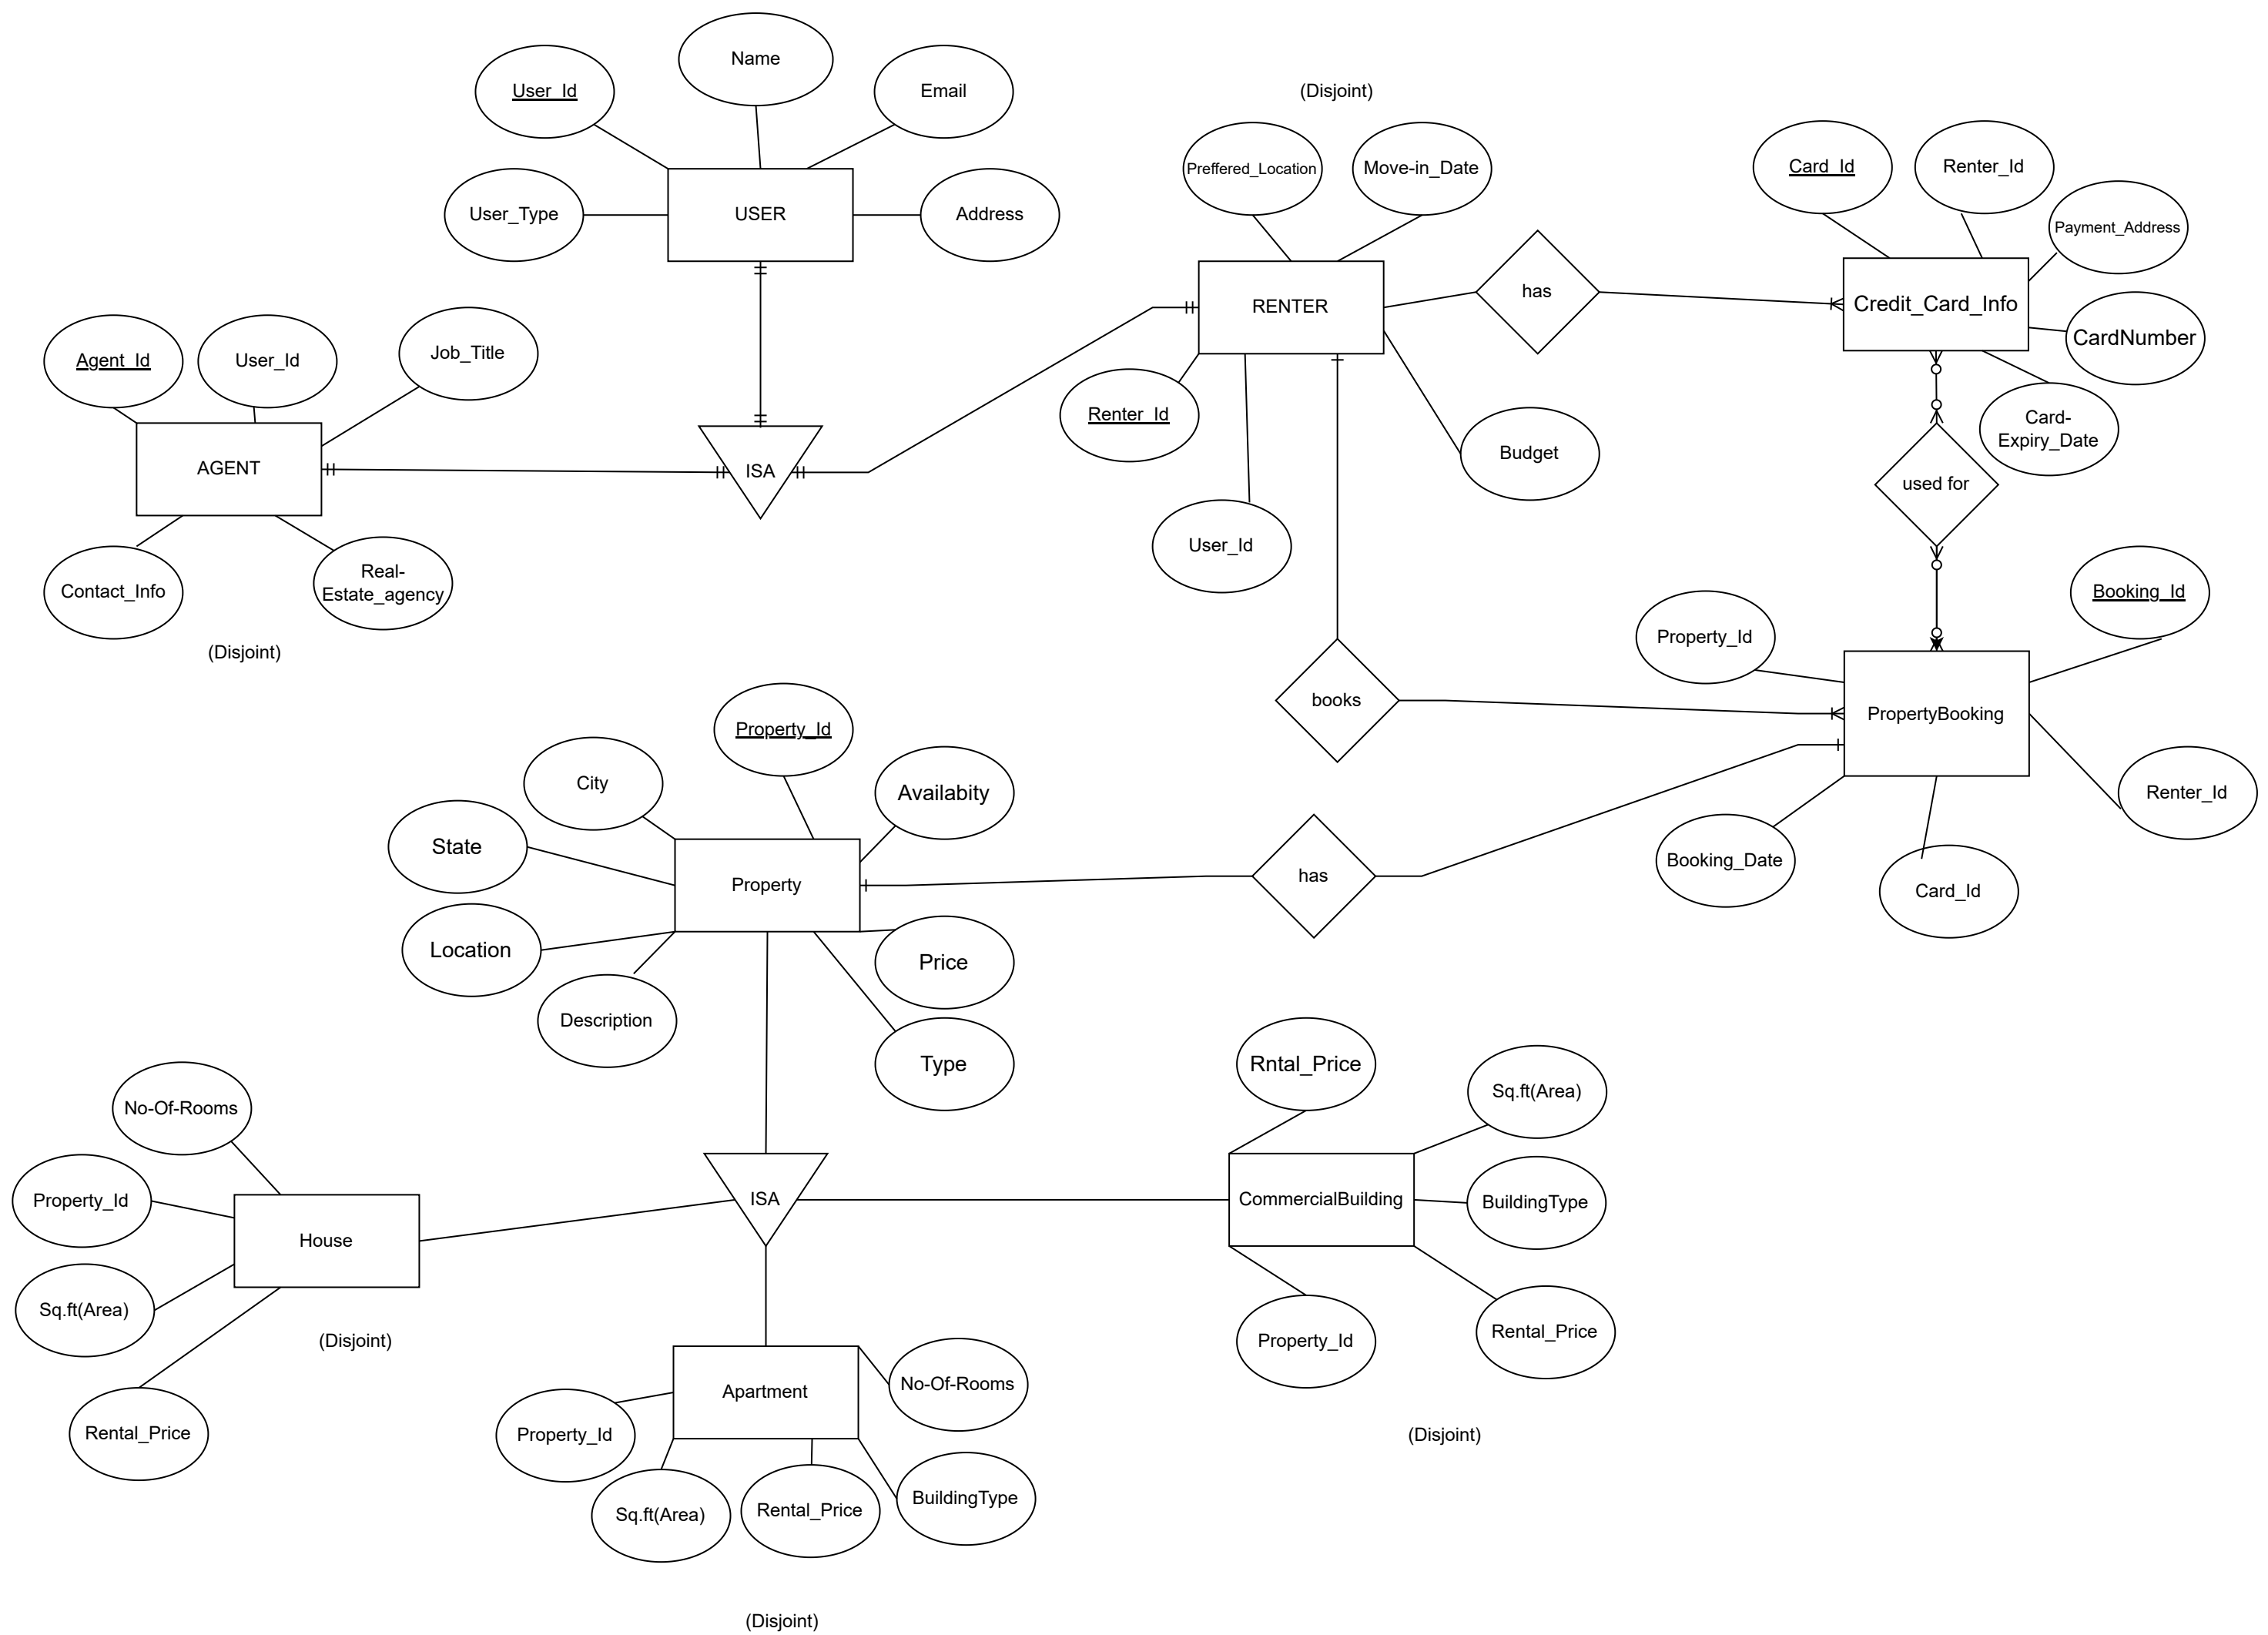 Name
User_Id
Email
(Disjoint)
Preffered_Location
Move-in_Date
Card_Id
Renter_Id
User_Type
USER
Address
Payment_Address
has
RENTER
Credit_Card_Info
CardNumber
Agent_Id
User_Id
Job_Title
Renter_Id
Card-
Expiry_Date
Budget
AGENT
ISA
used for
User_Id
Contact_Info
Real-
Estate_agency
Booking_Id
Property_Id
(Disjoint)
books
PropertyBooking
Property_Id
City
Availabity
Renter_Id
State
Property
has
Booking_Date
Card_Id
Location
Price
Description
Type
Rntal_Price
Sq.ft(Area)
No-Of-Rooms
Property_Id
ISA
CommercialBuilding
BuildingType
House
Sq.ft(Area)
(Disjoint)
Property_Id
Rental_Price
Apartment
No-Of-Rooms
Rental_Price
Property_Id
(Disjoint)
Sq.ft(Area)
Rental_Price
BuildingType
(Disjoint)